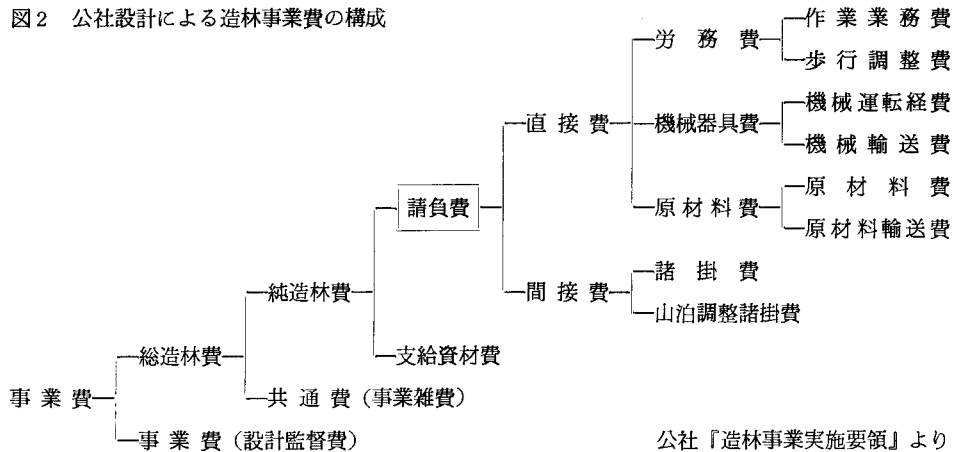 図2 公社設計による造林事業費の構成
作業業務費
労務費
歩行調整費
機械運転経費
直接費
機械器具費
機械輸送費
原材料費
請負費
原材料費
原材料輸送費
諸掛費
純造林費
間接費
山泊調整諸掛費
総造林費
支給資材費
事業費
共通費(事業雑費)
事業費(設計監督費)
公社『造林事業実施要領』より